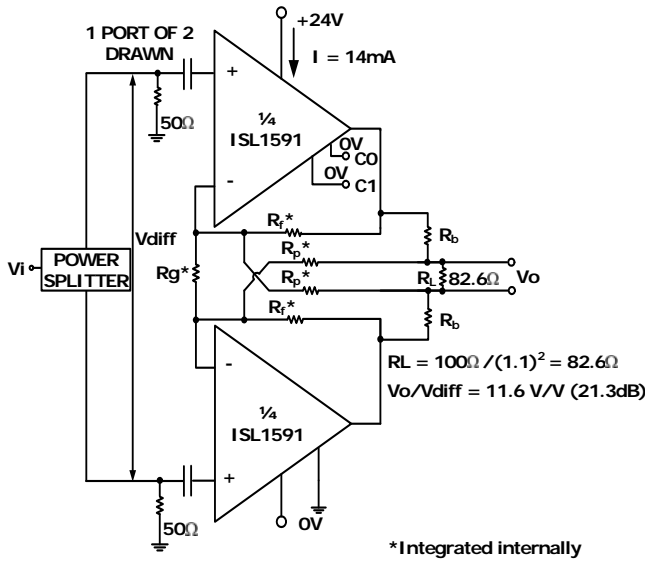 +24V
1 PORT OF 2
DRAWN
I = 14mA
+
50Ω
¼
ISL1591
0V
C0
0V
C1
-
Rf*
Rb
Vdiff
Rp*
Vi
POWER
SPLITTER
Rg*
Rp*
RL
82.6Ω
Vo
Rf*
Rb
-
RL = 100Ω /(1.1)² = 82.6Ω
Vo/Vdiff = 11.6 V/V (21.3dB)
¼
ISL1591
+
50Ω
0V
*Integrated internally